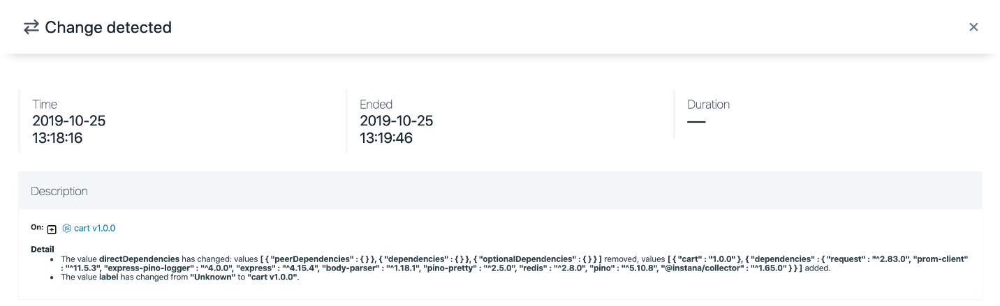 Change detected
Time
2019-10-25
13:18:16
Ended
2019-10-25
13:19:46
Duration
—
Description
On: cart v1.0.0
Detail
• The value directDependencies has changed: values [ { "peerDependencies" : { } }, { "dependencies" : { } }, { "optionalDependencies" : { } } ] removed, values [ { "cart" : "1.0.0" }, { "dependencies" : { "request" : "^2.83.0", "prom-client"
: "^11.5.3", "express-pino-logger" : "^4.0.0", "express" : "^4.15.4", "body-parser" : "^1.18.1", "pino-pretty" : "^2.5.0", "redis" : "^2.8.0", "pino" : "^5.10.8", "@instana/collector" : "^1.65.0" } } ] added.
• The value label has changed from "Unknown" to "cart v1.0.0".